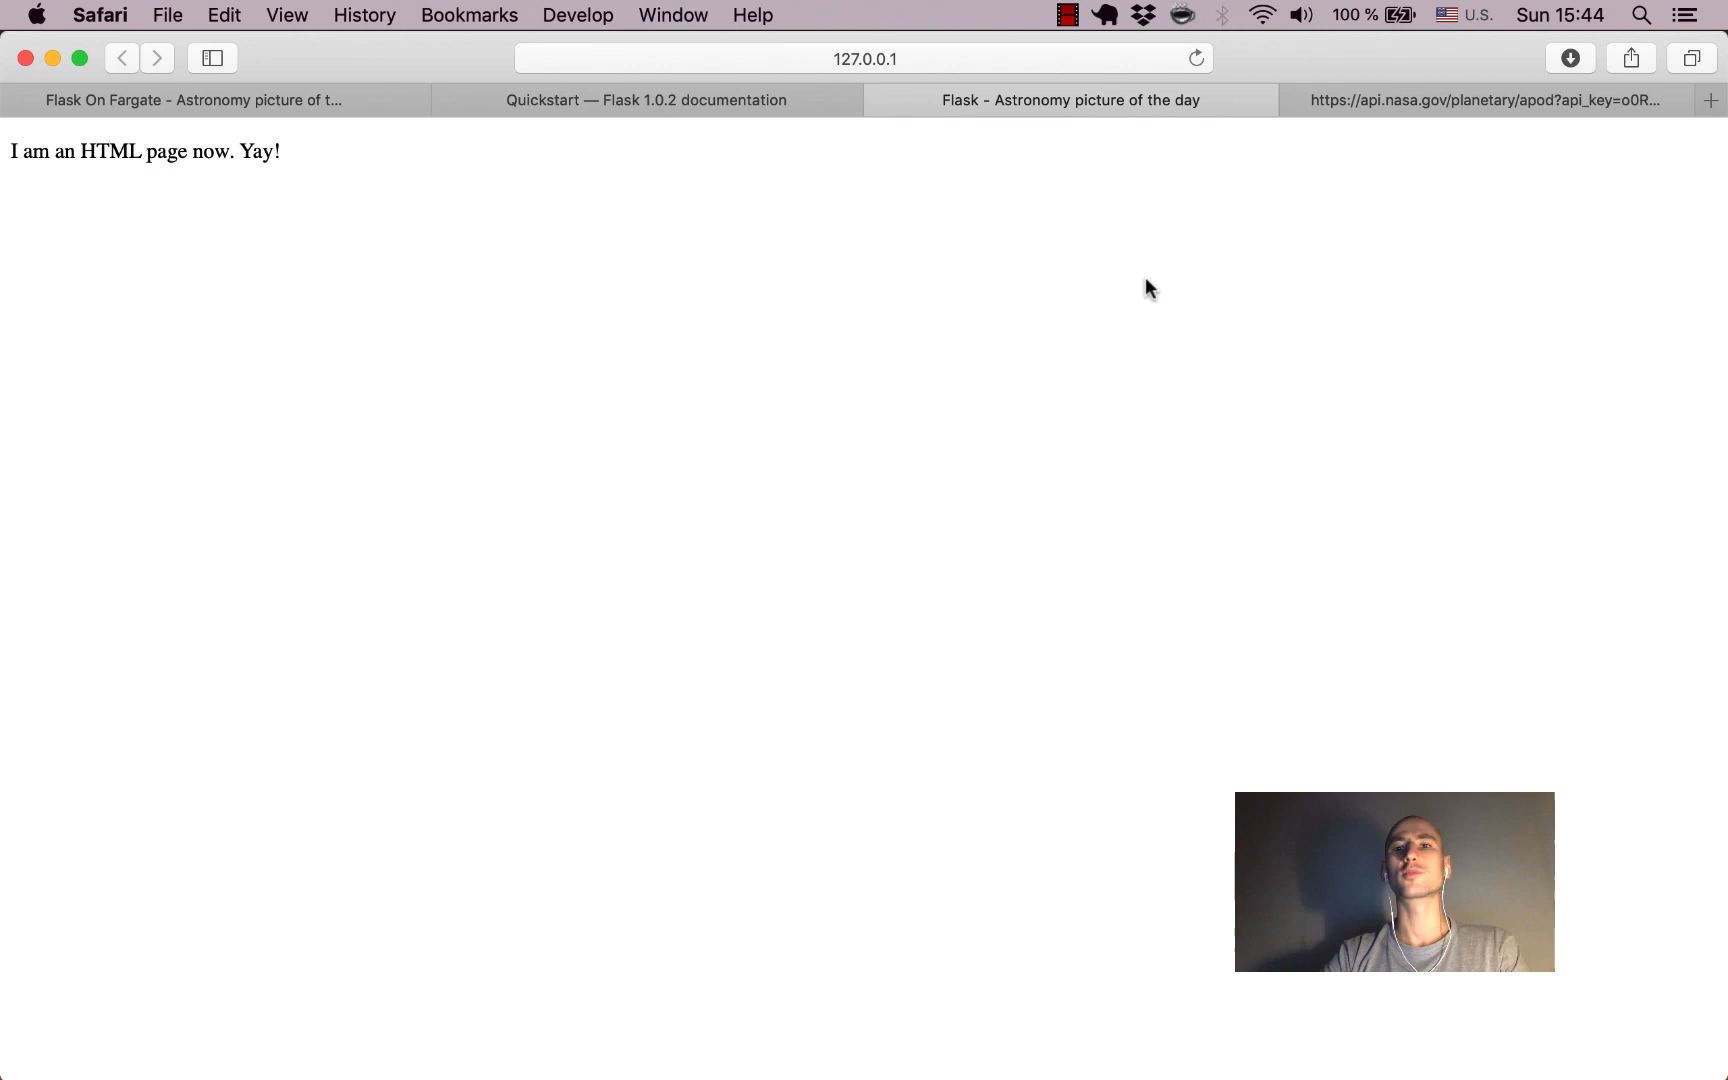 Safari File Edit View History Bookmarks Develop Window Help 100 % U.S. Sun 15:44
127.0.0.1
Flask On Fargate - Astronomy picture of t... Quickstart — Flask 1.0.2 documentation Flask - Astronomy picture of the day https://api.nasa.gov/planetary/apod?api_key=o0R...
I am an HTML page now. Yay!